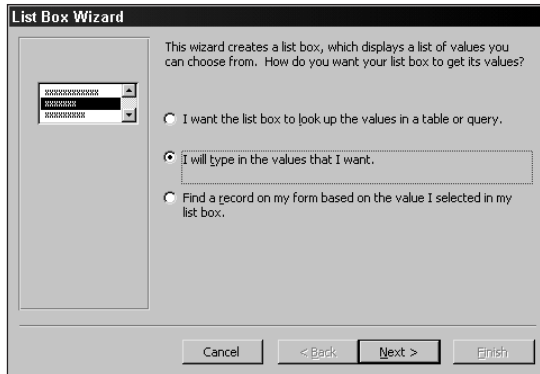 List Box Wizard
This wizard creates a list box, which displays a list of values you
can choose from.  How do you want your list box to get its values?
xxxxxxxxxxxx
xxxxxxx
xxxxxxxxx
I want the list box to look up the values in a table or query.
I will type in the values that I want.
Find a record on my form based on the value I selected in my
list box.
Cancel
< Back
Next >
Finish